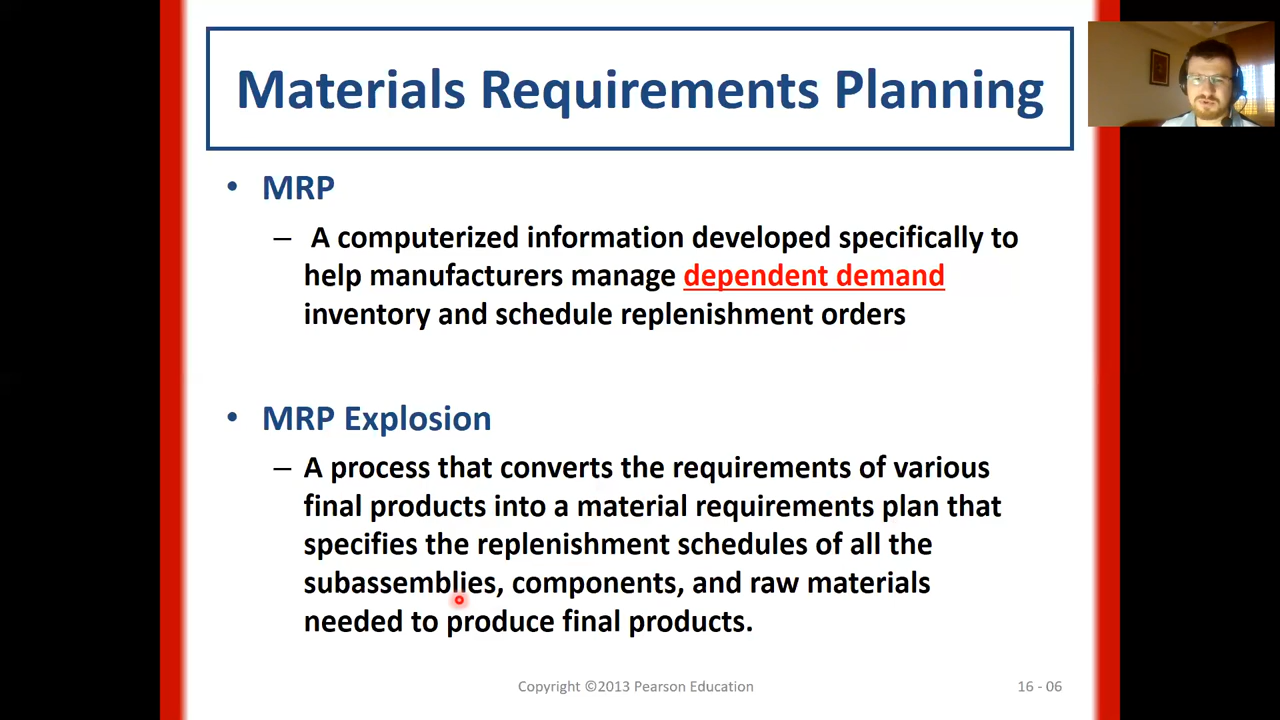 Materials Requirements Planning
• MRP
– A computerized information developed specifically to
help manufacturers manage dependent demand
inventory and schedule replenishment orders
• MRP Explosion
– A process that converts the requirements of various
final products into a material requirements plan that
specifies the replenishment schedules of all the
subassemblies, components, and raw materials
needed to produce final products.
Copyright ©2013 Pearson Education
16 - 06